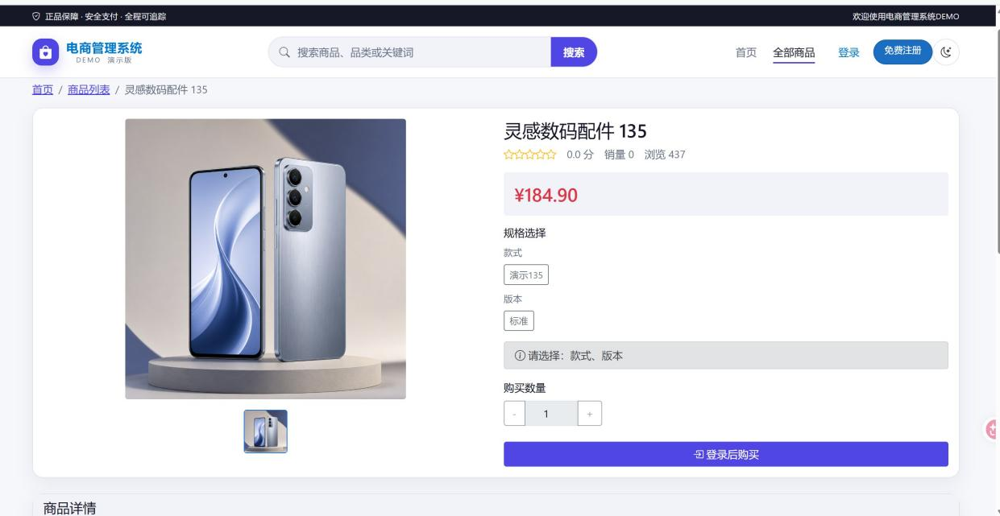 正品保障 · 安全支付 · 全程可追踪
欢迎使用电商管理系统DEMO
电商管理系统
DEMO 演示版
搜索商品、品类或关键词
搜索
首页
全部商品
登录
免费注册
首页 / 商品列表 / 灵感数码配件 135
灵感数码配件 135
0.0 分 销量 0 浏览 437
¥184.90
规格选择
款式
演示135
版本
标准
请选择：款式、版本
购买数量
- 1 +
登录后购买
商品详情